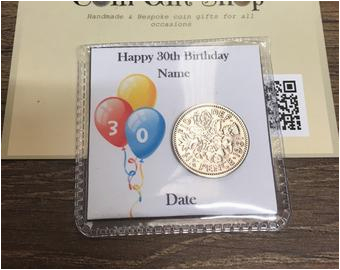 Coin Gift Shop
Handmade & Bespoke coin gifts for all
occasions
Happy 30th Birthday
Name
3 0
Date